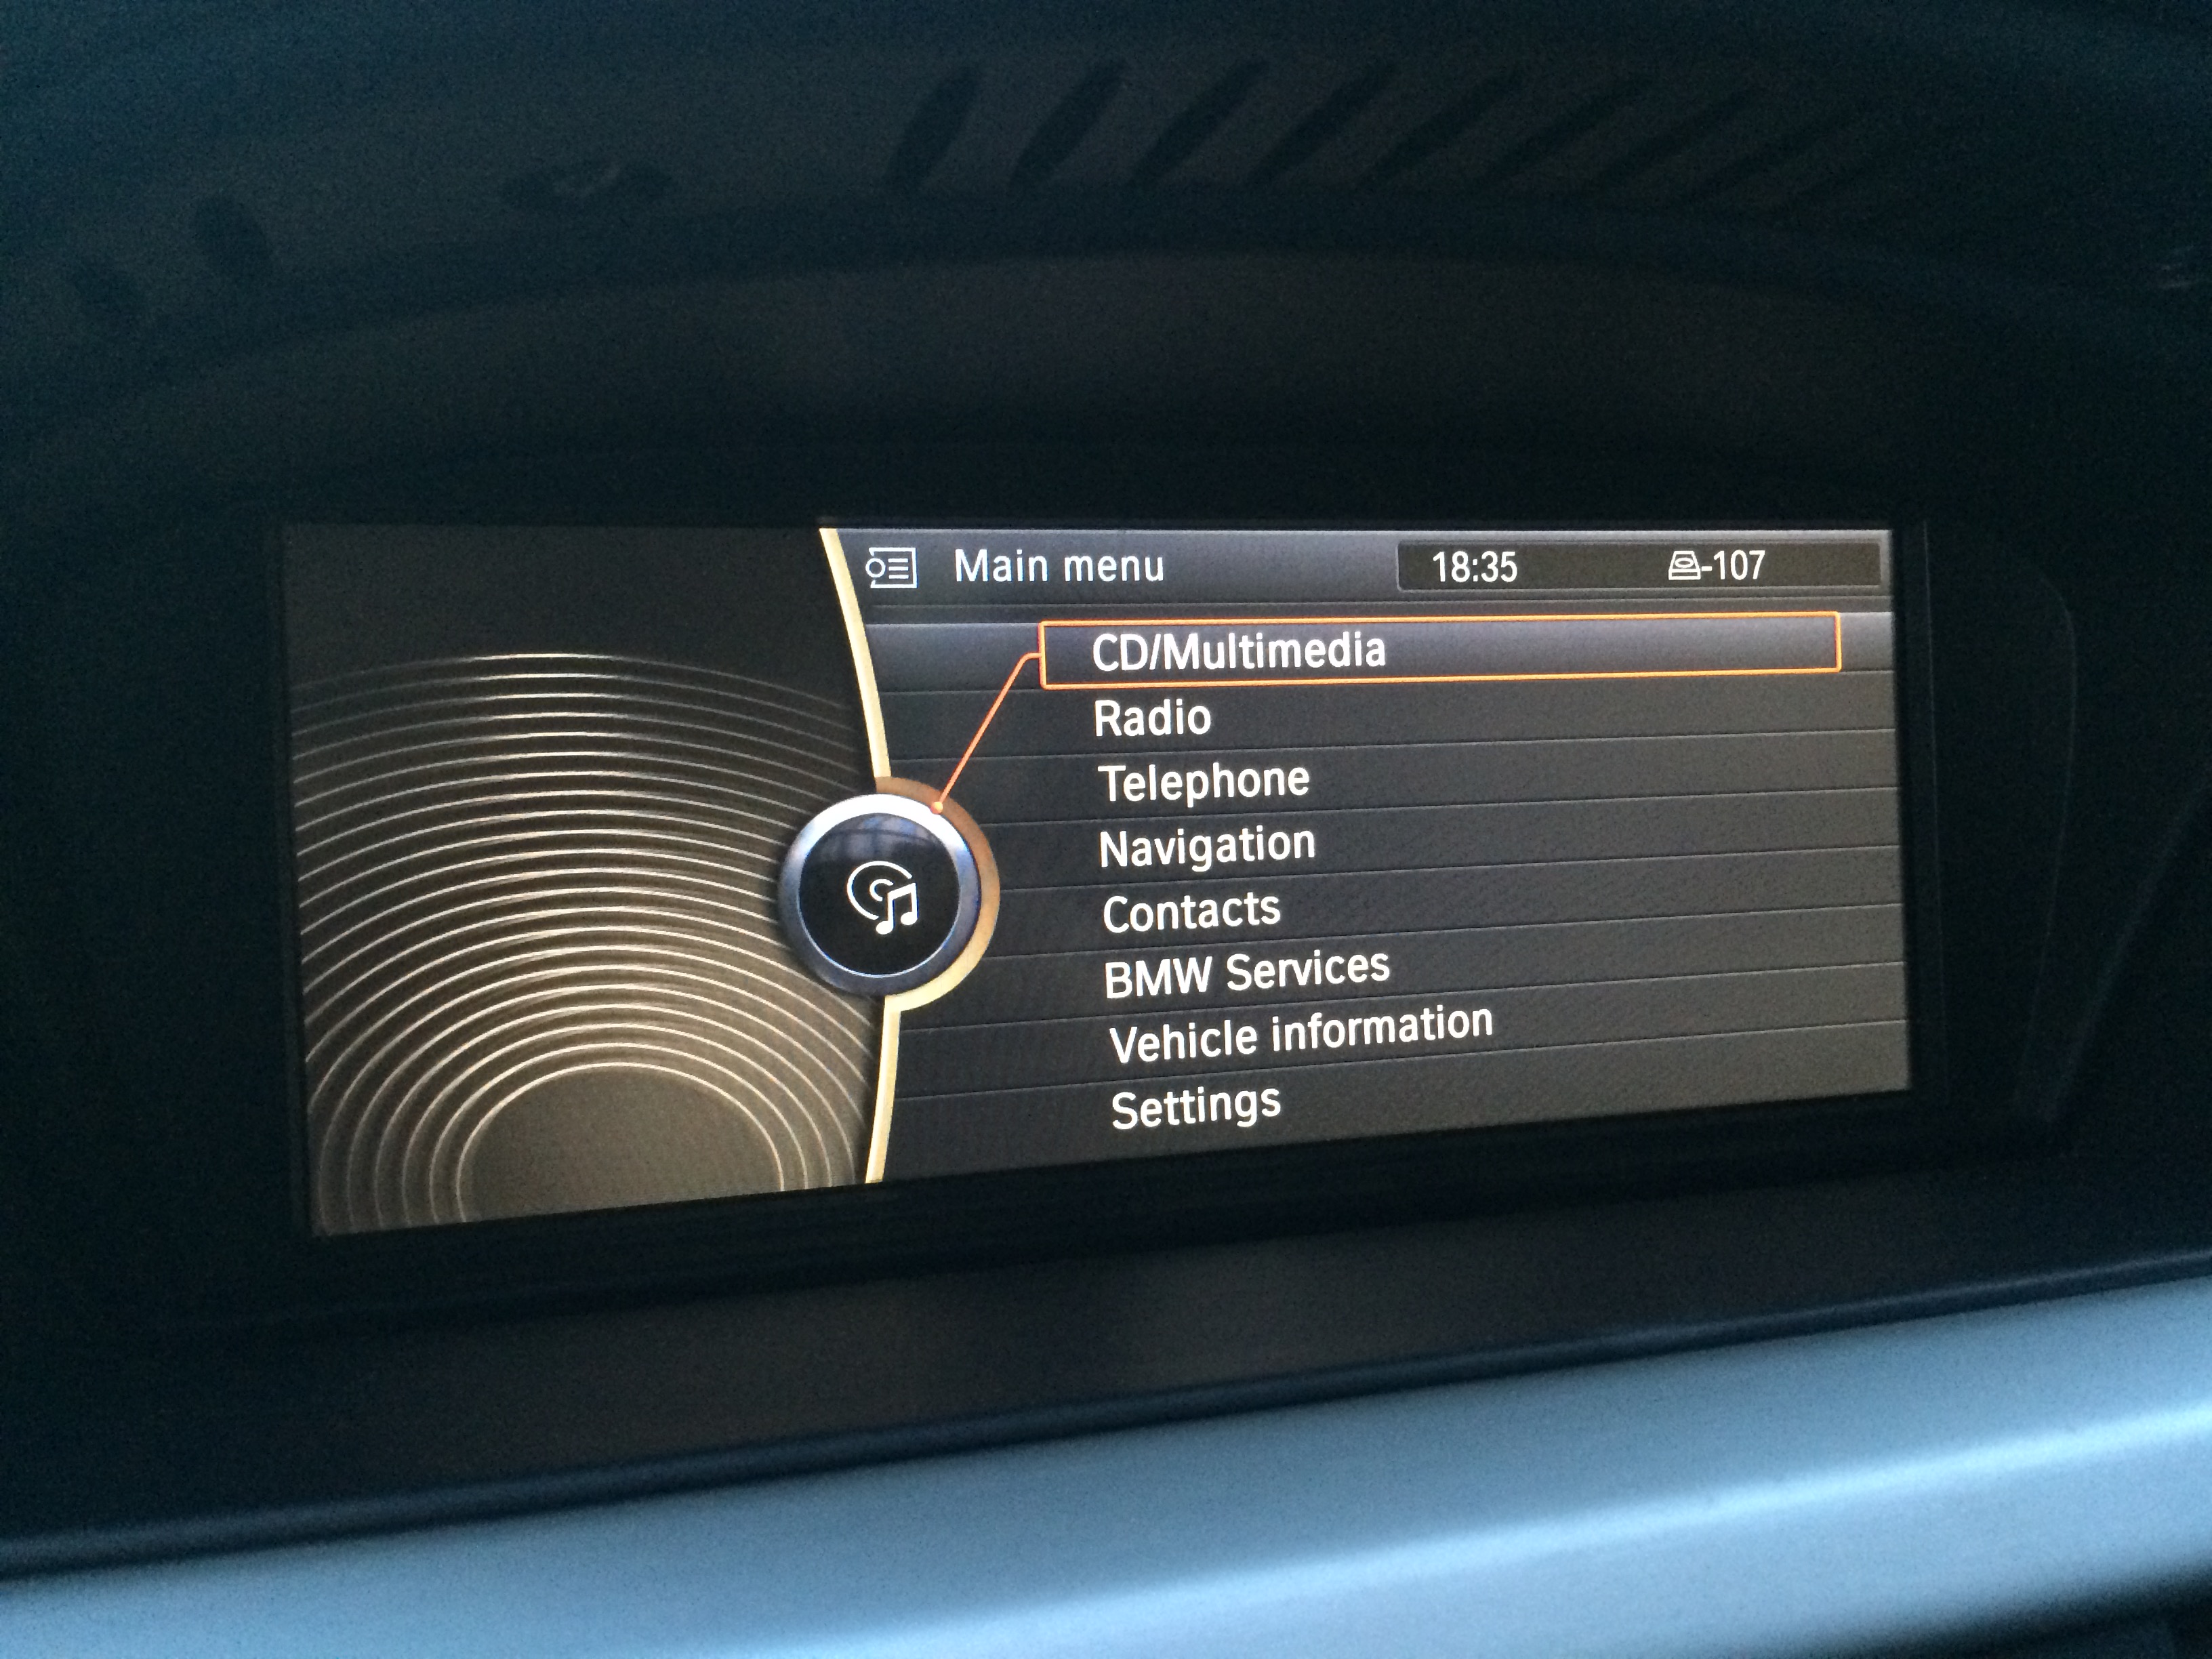 Main menu 18:35 -107
CD/Multimedia
Radio
Telephone
Navigation
Contacts
BMW Services
Vehicle information
Settings